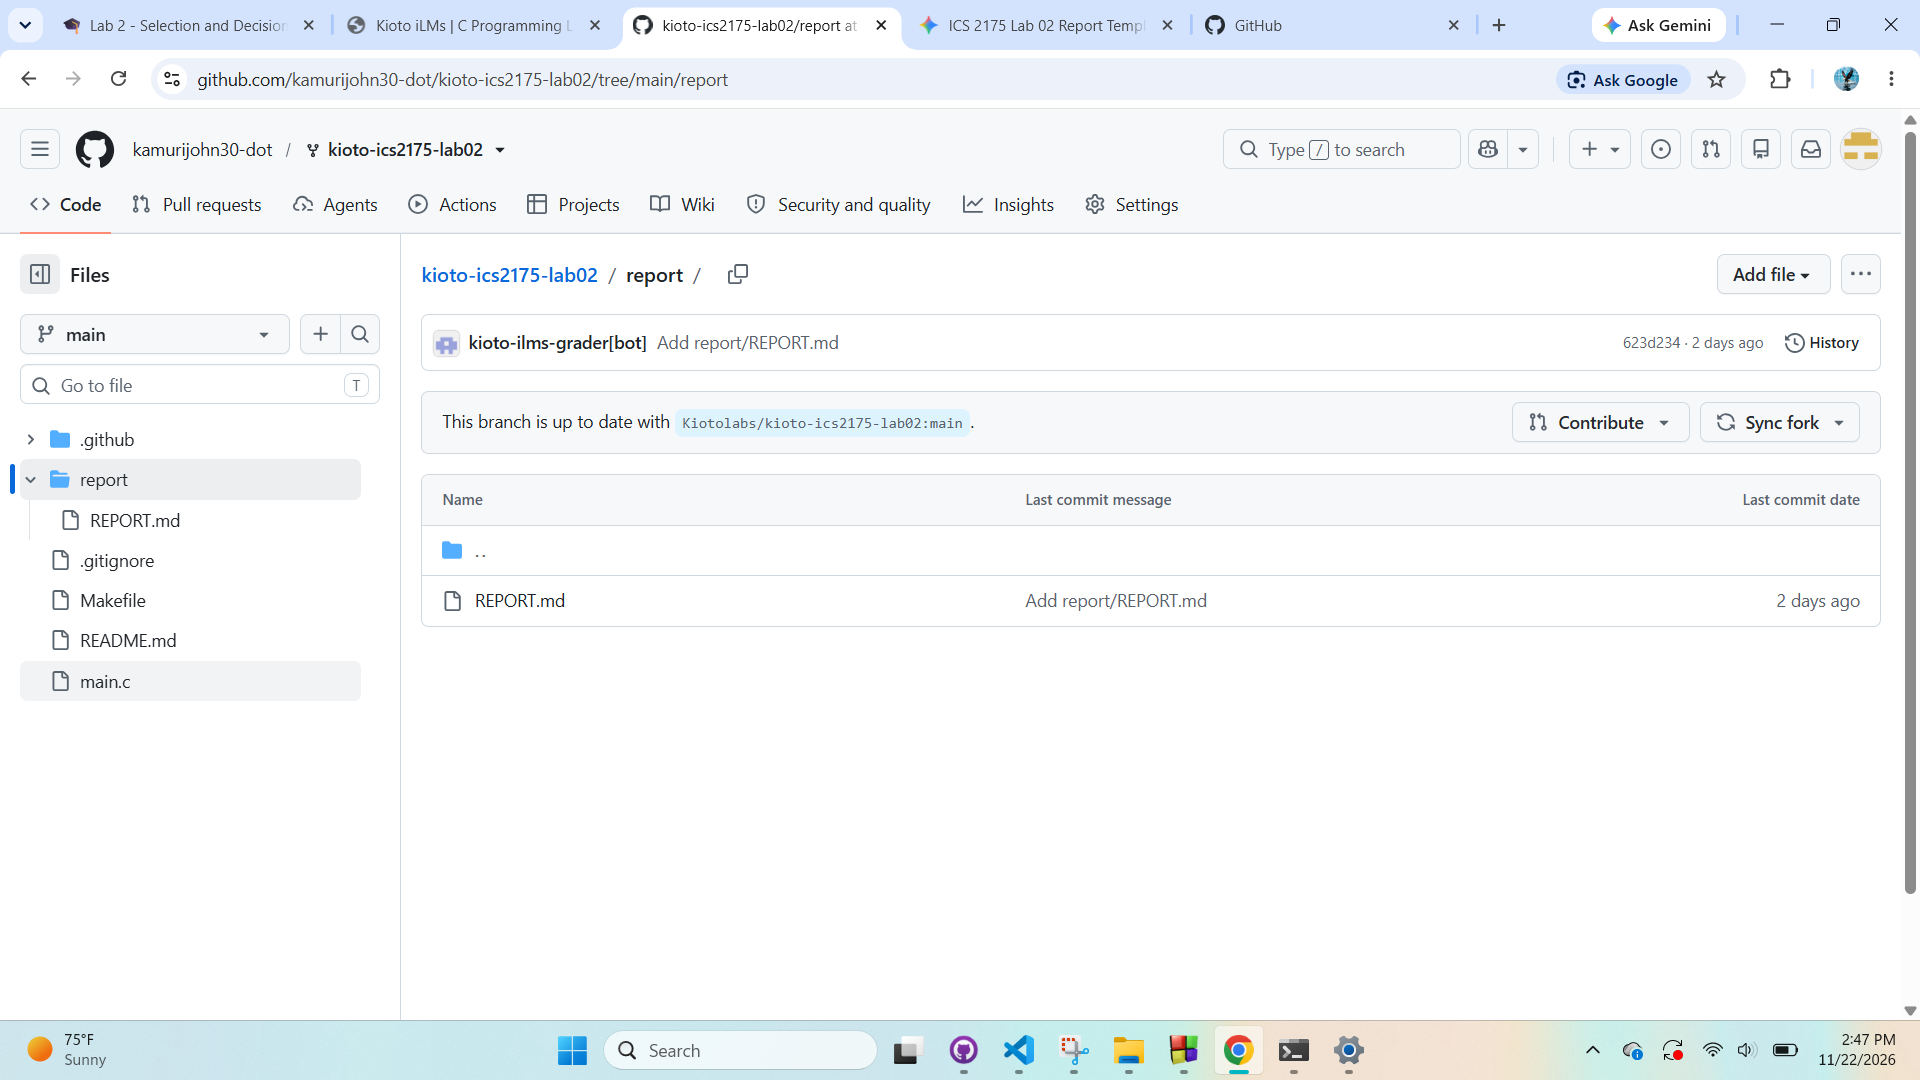 Lab 2 - Selection and Decision
Kioto iLMs | C Programming L
kioto-ics2175-lab02/report at
ICS 2175 Lab 02 Report Templ
GitHub
Ask Gemini
github.com/kamurijohn30-dot/kioto-ics2175-lab02/tree/main/report
Ask Google
kamurijohn30-dot / kioto-ics2175-lab02
Type / to search
Code
Pull requests
Agents
Actions
Projects
Wiki
Security and quality
Insights
Settings
Files
main
Go to file
T
.github
report
REPORT.md
.gitignore
Makefile
README.md
main.c
kioto-ics2175-lab02 / report /
Add file
kioto-ilms-grader[bot] Add report/REPORT.md
623d234 · 2 days ago
History
This branch is up to date with Kiotolabs/kioto-ics2175-lab02:main .
Contribute
Sync fork
Name
Last commit message
Last commit date
..
REPORT.md
Add report/REPORT.md
2 days ago
75°F
Sunny
Search
2:47 PM
11/22/2026